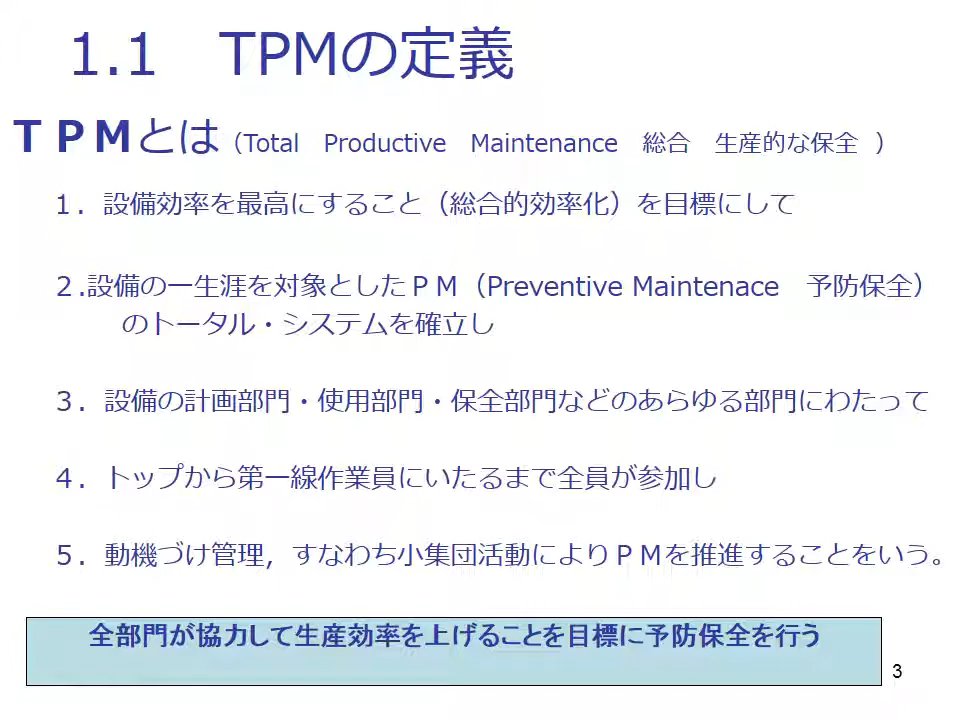 1.1　TPMの定義
ＴＰＭとは（Total　Productive　Maintenance　総合　生産的な保全 ）
１．設備効率を最高にすること（総合的効率化）を目標にして
２.設備の一生涯を対象としたＰＭ（Preventive Maintenace　予防保全）
のトータル・システムを確立し
３．設備の計画部門・使用部門・保全部門などのあらゆる部門にわたって
４．トップから第一線作業員にいたるまで全員が参加し
５．動機づけ管理，すなわち小集団活動によりＰＭを推進することをいう。
全部門が協力して生産効率を上げることを目標に予防保全を行う
3